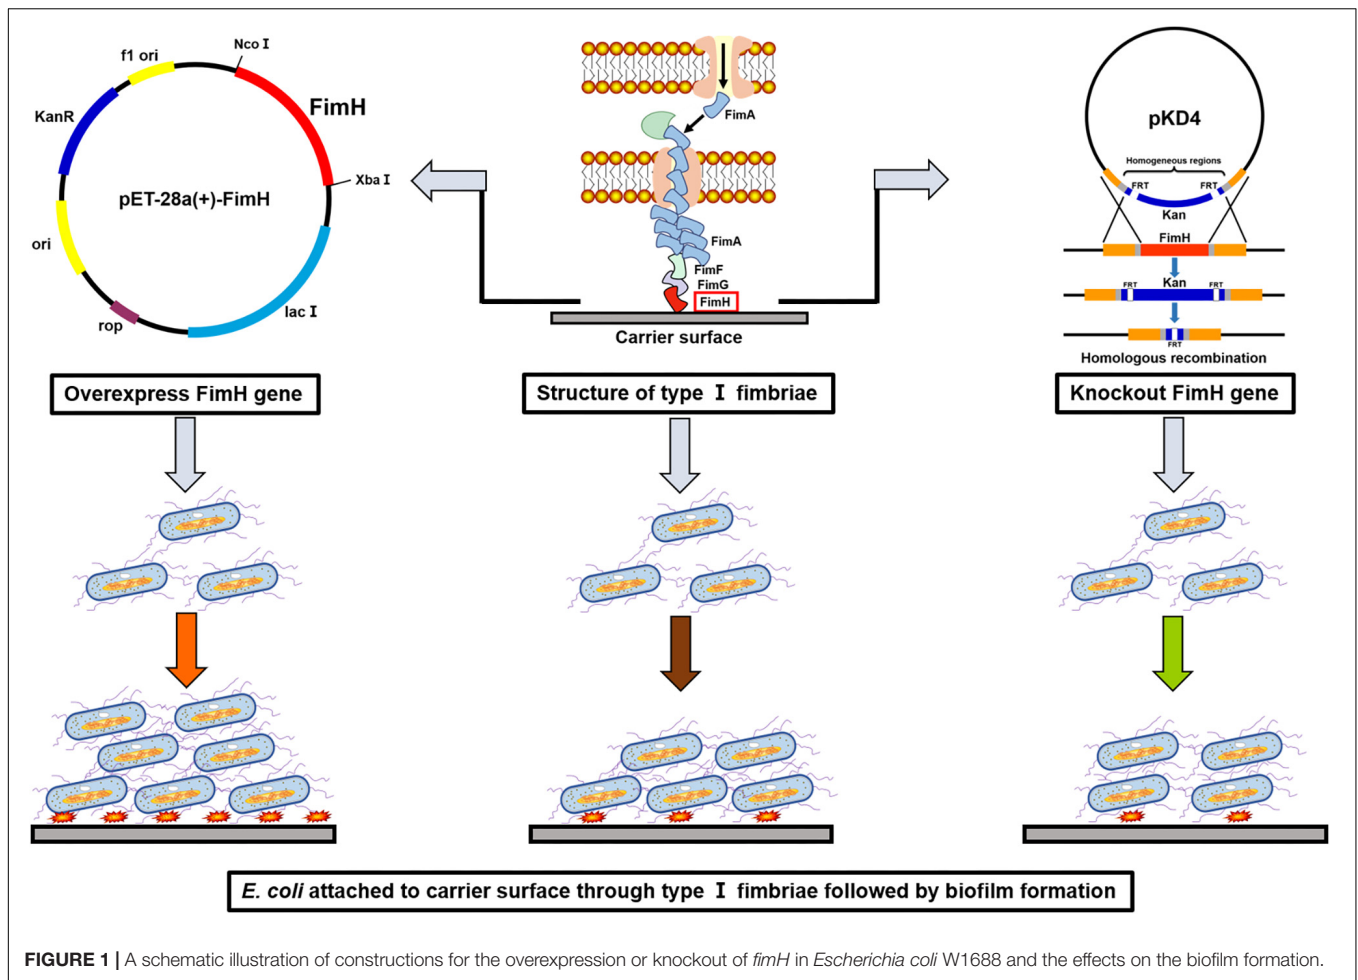 Nco I
f1 ori
FimH
KanR
Xba I
pET-28a(+)-FimH
ori
lac I
rop
FimA
FimA
FimF
FimG
FimH
Carrier surface
pKD4
Homogeneous regions
FRT
FRT
Kan
FimH
Kan
FRT
FRT
FRT
Homologous recombination
Overexpress FimH gene
Structure of type I fimbriae
Knockout FimH gene
E. coli attached to carrier surface through type I fimbriae followed by biofilm formation
FIGURE 1 | A schematic illustration of constructions for the overexpression or knockout of fimH in Escherichia coli W1688 and the effects on the biofilm formation.